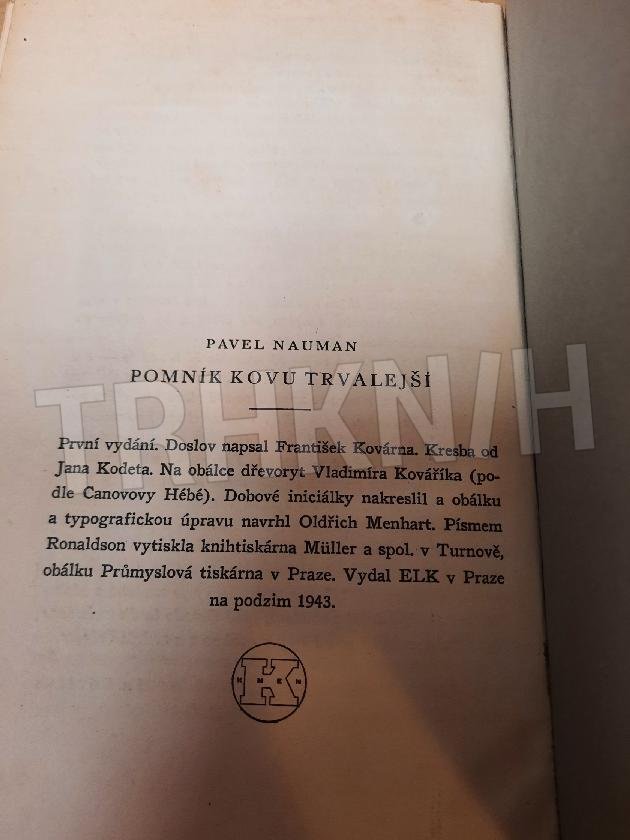 PAVEL NAUMAN
POMNÍK KOVU TRVALEJŠÍ
TRHKN/H
První vydání. Doslov napsal František Kovárna. Kresba od
Jana Kodeta. Na obálce dřevoryt Vladimíra Kováříka (po-
dle Canovovy Hébé). Dobové iniciálky nakreslil a obálku
a typografickou úpravu navrhl Oldřich Menhart. Písmem
Ronaldson vytiskla knihtiskárna Müller a spol. v Turnově,
obálku Průmyslová tiskárna v Praze. Vydal ELK v Praze
na podzim 1943.
K
K M E N